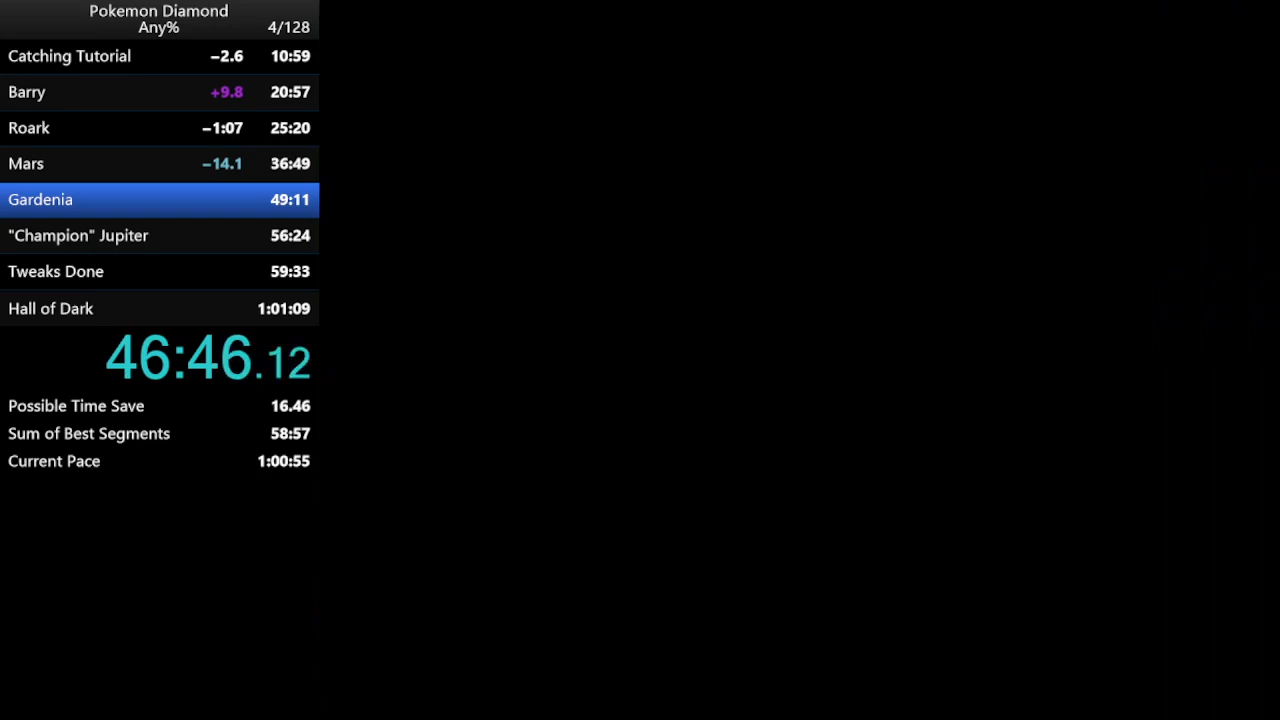 Pokemon Diamond
Any% 4/128
Catching Tutorial −2.6 10:59
Barry +9.8 20:57
Roark −1:07 25:20
Mars −14.1 36:49
Gardenia 49:11
"Champion" Jupiter 56:24
Tweaks Done 59:33
Hall of Dark 1:01:09
46:46.12
Possible Time Save 16.46
Sum of Best Segments 58:57
Current Pace 1:00:55